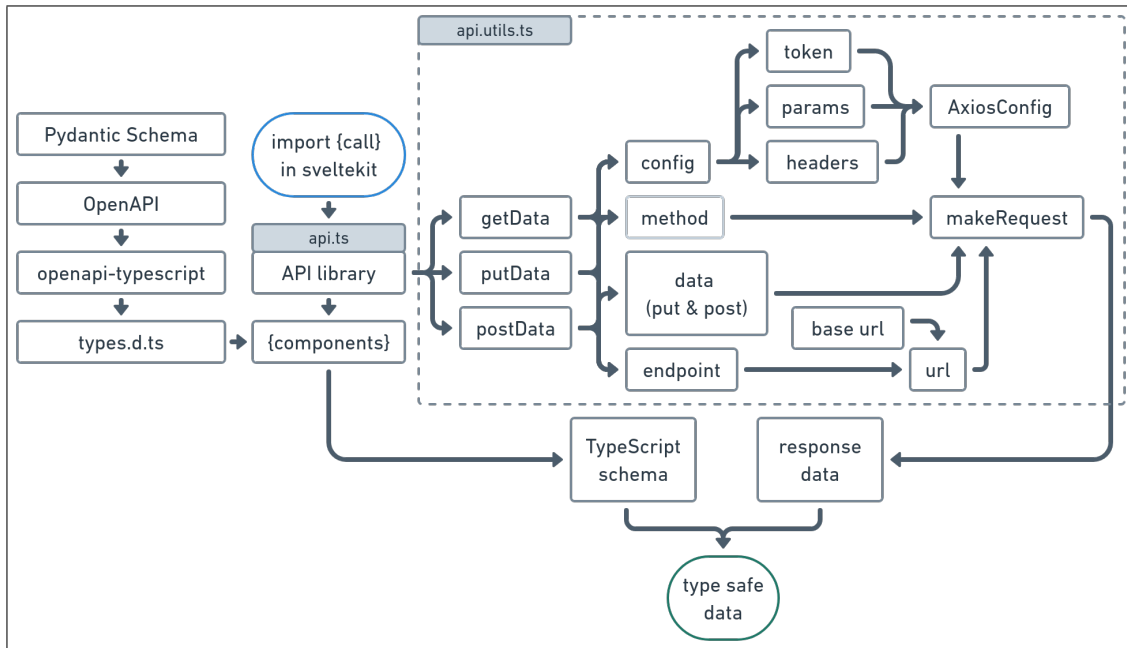 api.utils.ts
token
params
headers
AxiosConfig
Pydantic Schema
OpenAPI
openapi-typescript
types.d.ts
import {call}
in sveltekit
api.ts
API library
{components}
getData
putData
postData
config
method
data
(put & post)
endpoint
base url
url
makeRequest
TypeScript
schema
response
data
type safe
data